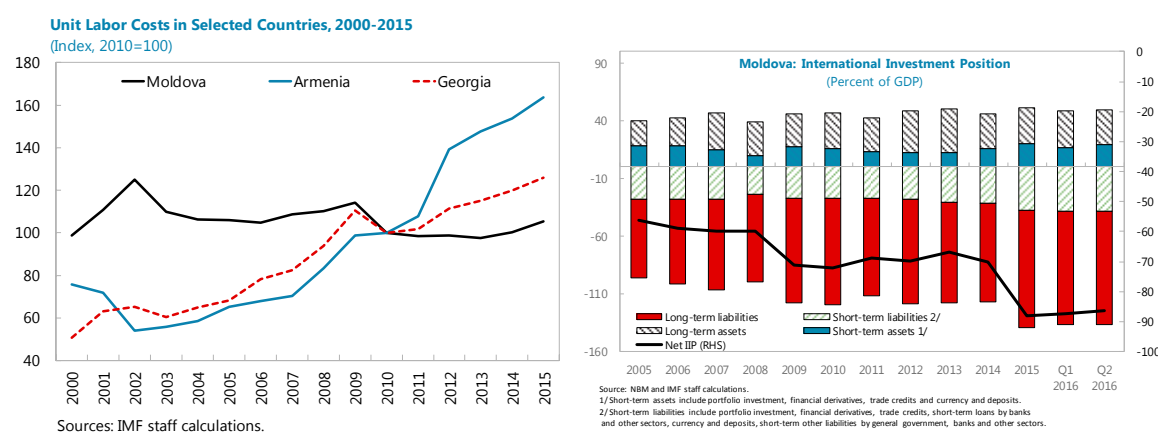 Unit Labor Costs in Selected Countries, 2000-2015
(Index, 2010=100)
180
160
140
120
100
80
60
40
Moldova
Armenia
Georgia
2000
2001
2002
2003
2004
2005
2006
2007
2008
2009
2010
2011
2012
2013
2014
2015
Sources: IMF staff calculations.
Moldova: International Investment Position
(Percent of GDP)
90
40
-10
-60
-110
-160
0
-10
-20
-30
-40
-50
-60
-70
-80
-90
-100
Long-term liabilities
Short-term liabilities 2/
Long-term assets
Short-term assets 1/
Net IIP (RHS)
2005 2006 2007 2008 2009 2010 2011 2012 2013 2014 2015 Q1 Q2
2016 2016
Source: NBM and IMF staff calculations.
1/ Short-term assets include portfolio investment, financial derivatives, trade credits and currency and deposits.
2/ Short-term liabilities include portfolio investment, financial derivatives, trade credits, short-term loans by banks
and other sectors, currency and deposits, short-term other liabilities by general government, banks and other sectors.